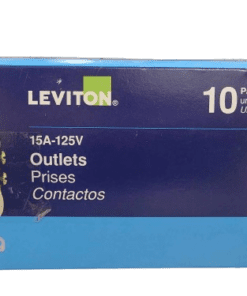 LEVITON®
10
15A-125V
Outlets
Prises
Contactos